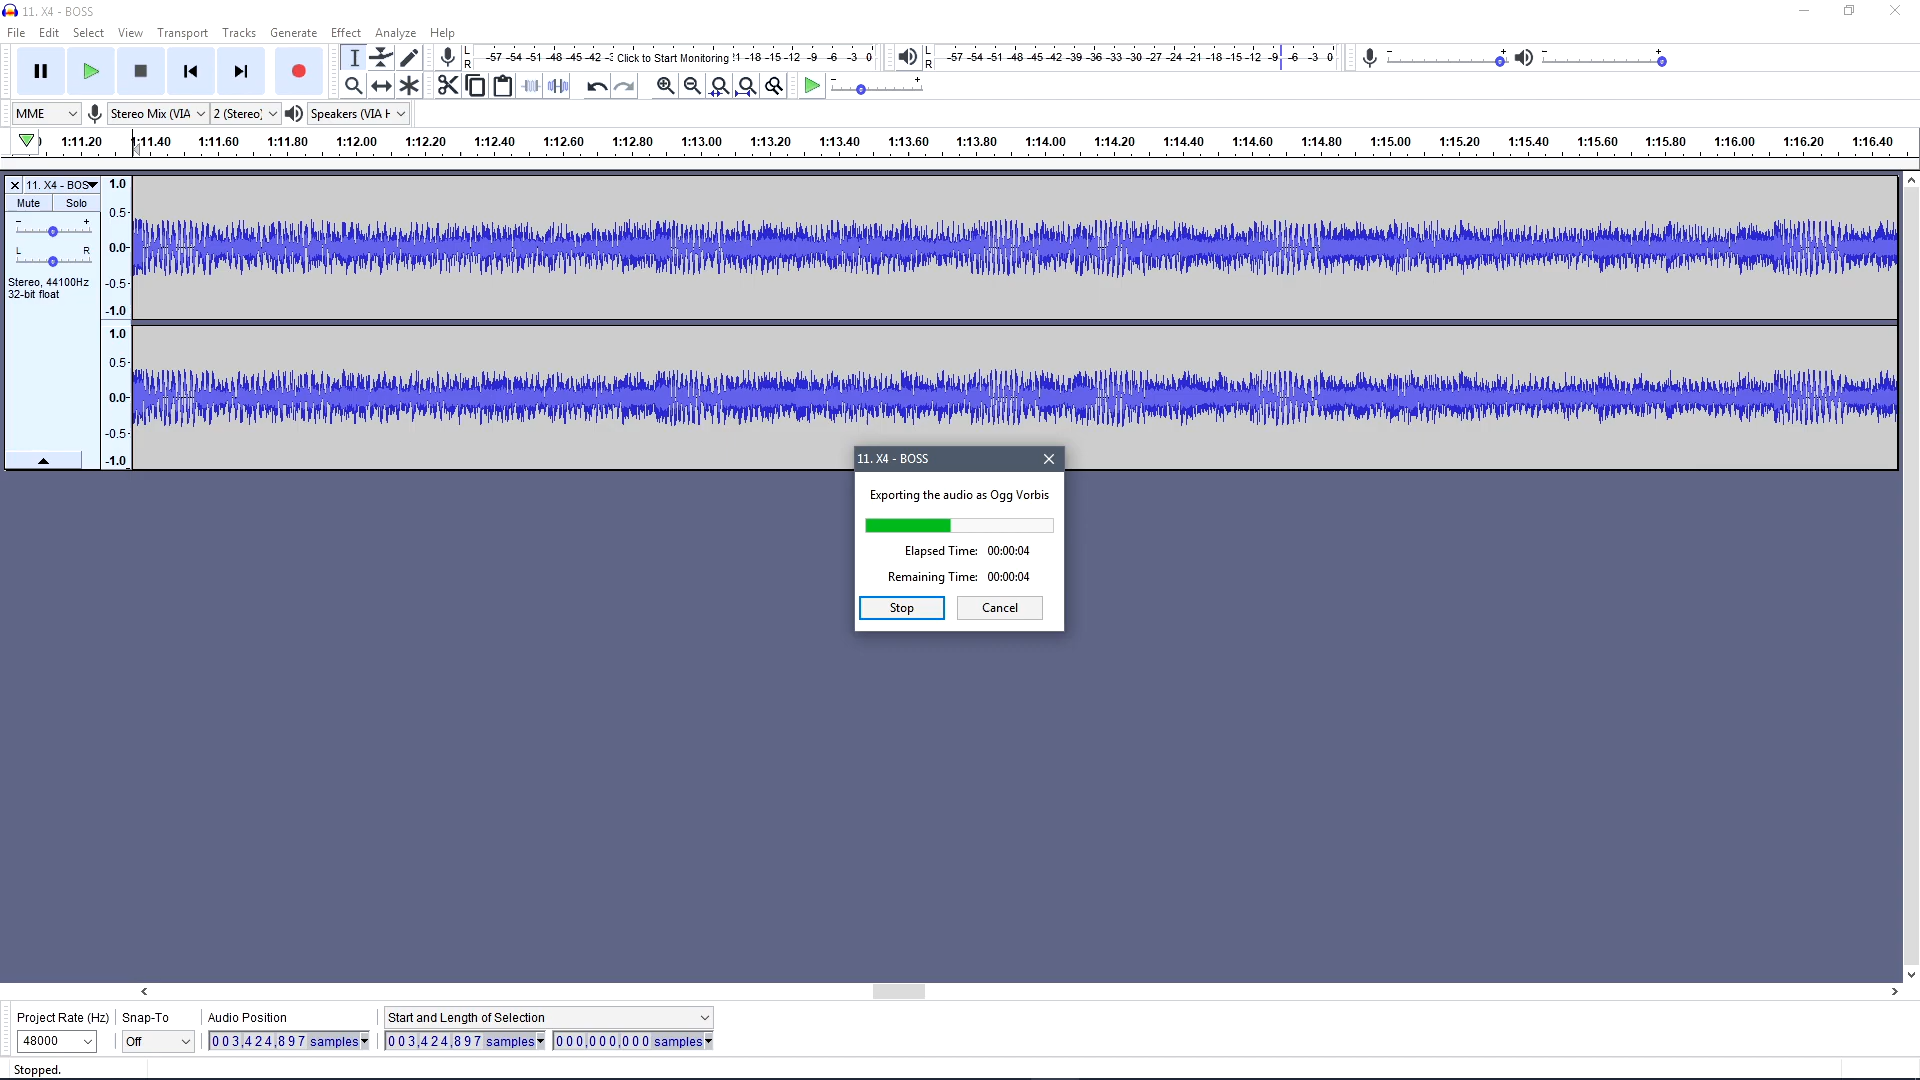 11. X4 - BOSS
File Edit Select View Transport Tracks Generate Effect Analyze Help
L
R
-57 -54 -51 -48 -45 -42 Click to Start Monitoring -18 -15 -12 -9 -6 -3 0
L
R
-57 -54 -51 -48 -45 -42 -39 -36 -33 -30 -27 -24 -21 -18 -15 -12 -9 -6 -3 0
- +
- +
- +
MME Stereo Mix (VIA 2 (Stereo) Speakers (VIA H
1:11.20 1:11.40 1:11.60 1:11.80 1:12.00 1:12.20 1:12.40 1:12.60 1:12.80 1:13.00 1:13.20 1:13.40 1:13.60 1:13.80 1:14.00 1:14.20 1:14.40 1:14.60 1:14.80 1:15.00 1:15.20 1:15.40 1:15.60 1:15.80 1:16.00 1:16.20 1:16.40
11. X4 - BOS
Mute Solo
- +
L R
Stereo, 44100Hz
32-bit float
1.0
0.5
0.0
-0.5
-1.0
1.0
0.5
0.0
-0.5
-1.0
11. X4 - BOSS
Exporting the audio as Ogg Vorbis
Elapsed Time: 00:00:04
Remaining Time: 00:00:04
Stop Cancel
Project Rate (Hz) Snap-To Audio Position Start and Length of Selection
48000 Off 003,424,897 samples 003,424,897 samples 000,000,000 samples
Stopped.